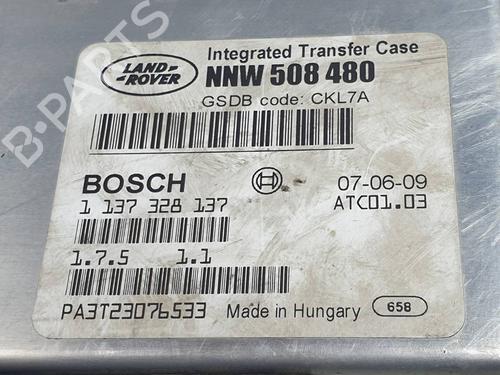 LAND-
ROVER
Integrated Transfer Case
NNW 508 480
GSDB code: CKL7A
BOSCH
07-06-09
1 137 328 137
ATC01.03
1.7.5 1.1
PA3T23076533
Made in Hungary
658
B-PARTS